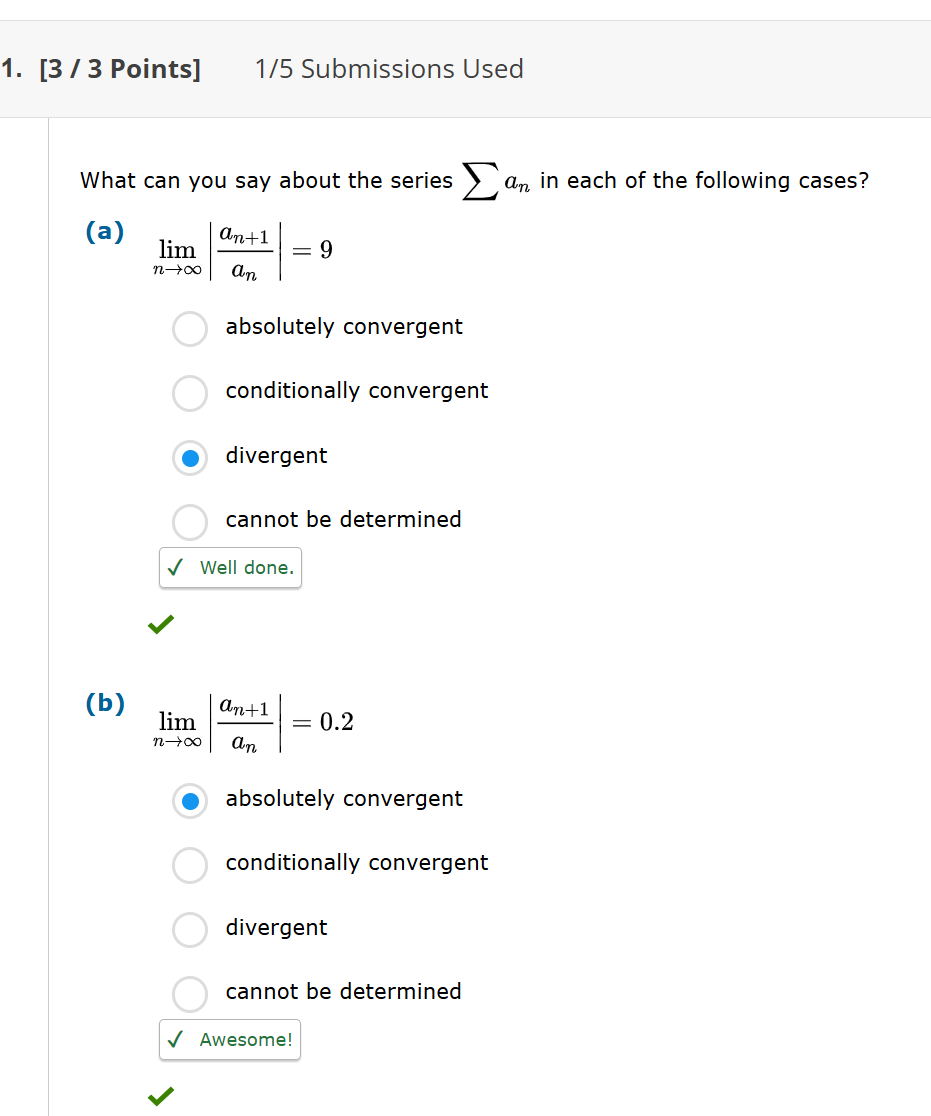 1. [3 / 3 Points] 1/5 Submissions Used
What can you say about the series ∑ aₙ in each of the following cases?
(a) lim n→∞ |aₙ₊₁ / aₙ| = 9
absolutely convergent
conditionally convergent
divergent
cannot be determined
✓ Well done.
(b) lim n→∞ |aₙ₊₁ / aₙ| = 0.2
absolutely convergent
conditionally convergent
divergent
cannot be determined
✓ Awesome!